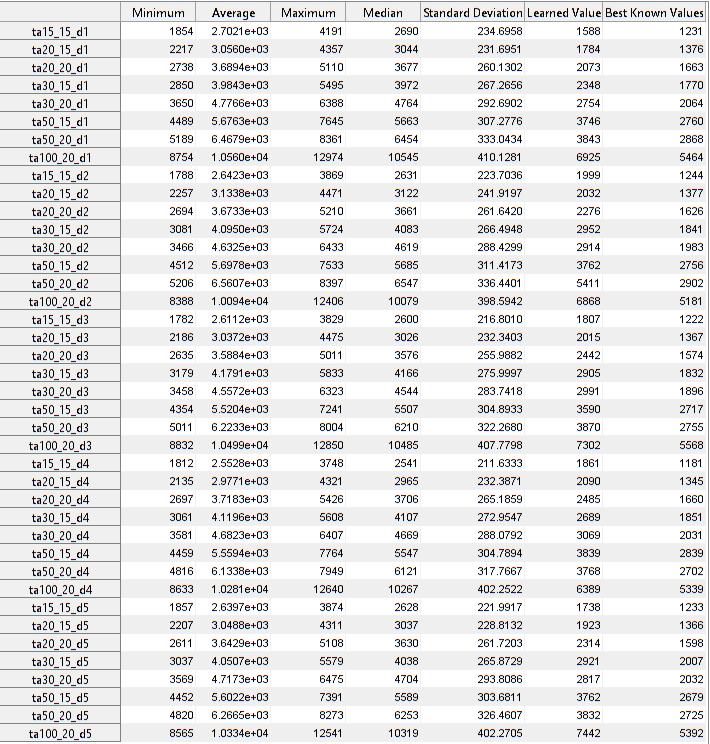 Minimum Average Maximum Median Standard Deviation Learned Value Best Known Values
ta15_15_d1 1854 2.7021e+03 4191 2690 234.6958 1588 1231
ta20_15_d1 2217 3.0560e+03 4357 3044 231.6951 1784 1376
ta20_20_d1 2738 3.6894e+03 5110 3677 260.1302 2073 1663
ta30_15_d1 2850 3.9843e+03 5495 3972 267.2656 2348 1770
ta30_20_d1 3650 4.7766e+03 6388 4764 292.6902 2754 2064
ta50_15_d1 4489 5.6763e+03 7645 5663 307.2776 3746 2760
ta50_20_d1 5189 6.4679e+03 8361 6454 333.0434 3843 2868
ta100_20_d1 8754 1.0560e+04 12974 10545 410.1281 6925 5464
ta15_15_d2 1788 2.6423e+03 3869 2631 223.7036 1999 1244
ta20_15_d2 2257 3.1338e+03 4471 3122 241.9197 2032 1377
ta20_20_d2 2694 3.6733e+03 5210 3661 261.6420 2276 1626
ta30_15_d2 3081 4.0950e+03 5724 4083 266.4948 2952 1841
ta30_20_d2 3466 4.6325e+03 6433 4619 288.4299 2914 1983
ta50_15_d2 4512 5.6978e+03 7533 5685 311.4173 3762 2756
ta50_20_d2 5206 6.5607e+03 8397 6547 336.4401 5411 2902
ta100_20_d2 8388 1.0094e+04 12406 10079 398.5942 6868 5181
ta15_15_d3 1782 2.6112e+03 3829 2600 216.8010 1807 1222
ta20_15_d3 2186 3.0372e+03 4475 3026 232.3403 2015 1367
ta20_20_d3 2635 3.5884e+03 5011 3576 255.9882 2442 1574
ta30_15_d3 3179 4.1791e+03 5833 4166 275.9997 2905 1832
ta30_20_d3 3458 4.5572e+03 6323 4544 283.7418 2991 1896
ta50_15_d3 4354 5.5204e+03 7241 5507 304.8933 3590 2717
ta50_20_d3 5011 6.2233e+03 8004 6210 322.2680 3870 2755
ta100_20_d3 8832 1.0499e+04 12850 10485 407.7798 7302 5568
ta15_15_d4 1812 2.5528e+03 3748 2541 211.6333 1861 1181
ta20_15_d4 2135 2.9771e+03 4321 2965 232.3871 2090 1345
ta20_20_d4 2697 3.7183e+03 5426 3706 265.1859 2485 1660
ta30_15_d4 3061 4.1196e+03 5608 4107 272.9547 2689 1851
ta30_20_d4 3581 4.6823e+03 6407 4669 288.0792 3069 2031
ta50_15_d4 4459 5.5594e+03 7764 5547 304.7894 3839 2839
ta50_20_d4 4816 6.1338e+03 7949 6121 317.7667 3768 2702
ta100_20_d4 8633 1.0281e+04 12640 10267 402.2522 6389 5339
ta15_15_d5 1857 2.6397e+03 3874 2628 221.9917 1738 1233
ta20_15_d5 2207 3.0488e+03 4311 3037 228.8132 1923 1366
ta20_20_d5 2611 3.6429e+03 5108 3630 261.7203 2314 1598
ta30_15_d5 3037 4.0507e+03 5579 4038 265.8729 2921 2007
ta30_20_d5 3569 4.7173e+03 6475 4704 293.8086 2817 2032
ta50_15_d5 4452 5.6022e+03 7391 5589 303.6811 3762 2679
ta50_20_d5 4820 6.2665e+03 8273 6253 326.4607 3832 2725
ta100_20_d5 8565 1.0334e+04 12541 10319 402.2705 7442 5392